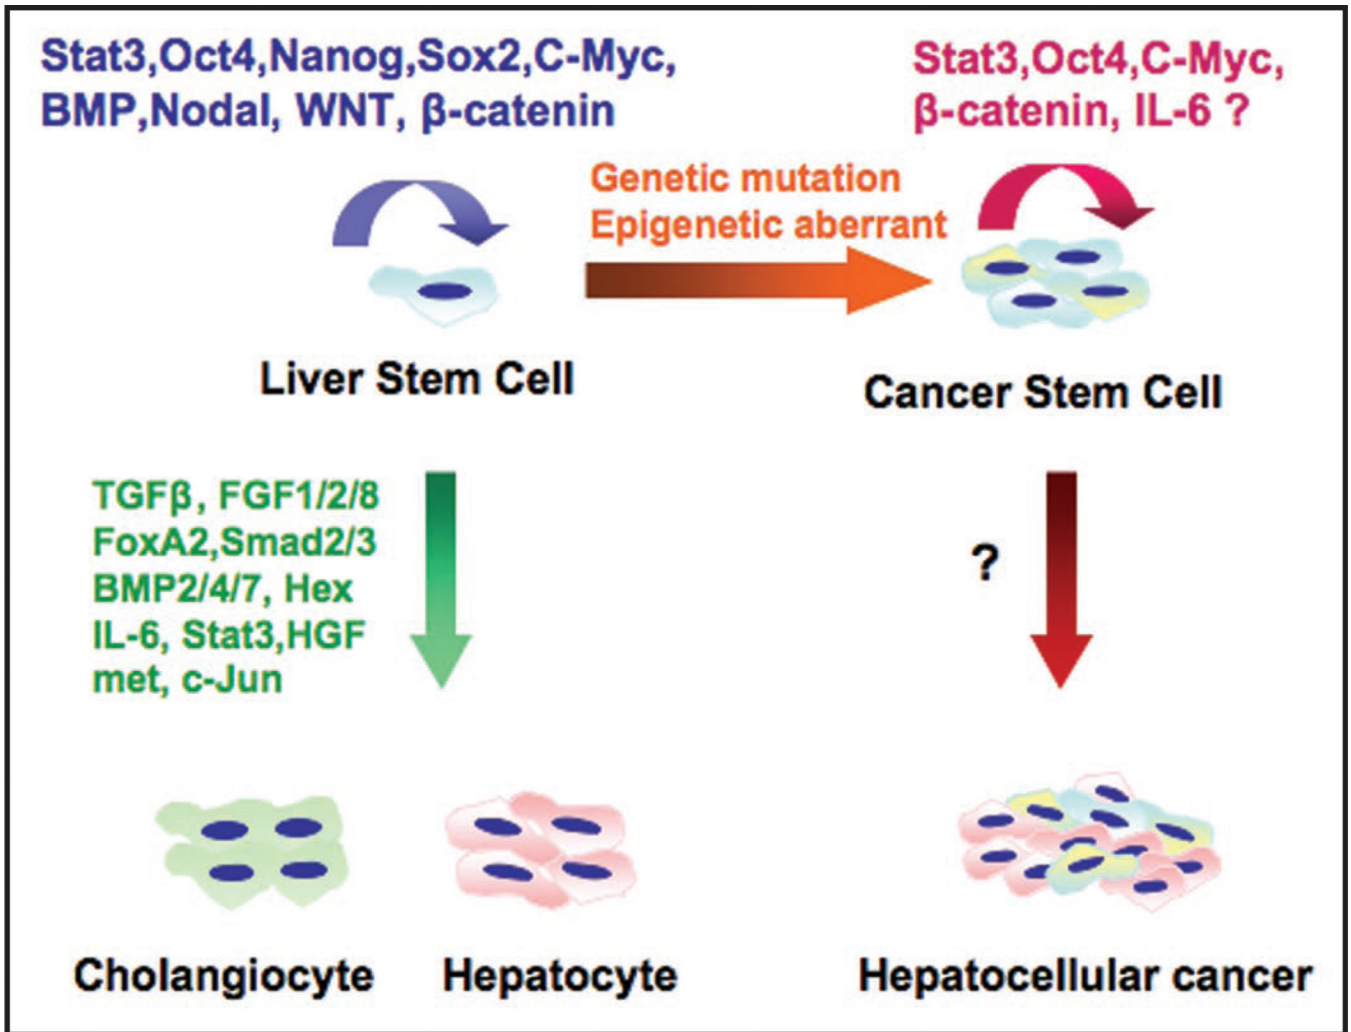 Stat3,Oct4,Nanog,Sox2,C-Myc,
BMP,Nodal, WNT, β-catenin
Stat3,Oct4,C-Myc,
β-catenin, IL-6 ?
Genetic mutation
Epigenetic aberrant
Liver Stem Cell
Cancer Stem Cell
TGFβ, FGF1/2/8
FoxA2,Smad2/3
BMP2/4/7, Hex
IL-6, Stat3,HGF
met, c-Jun
?
Cholangiocyte
Hepatocyte
Hepatocellular cancer